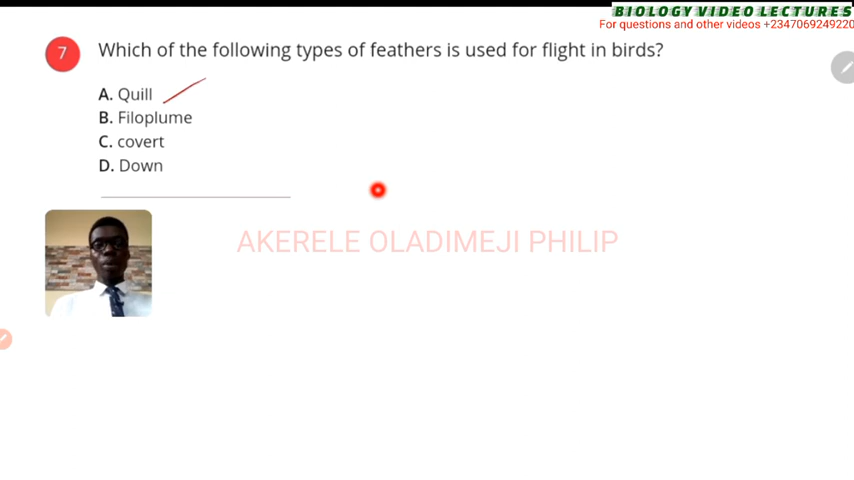 BIOLOGY VIDEO LECTURES
For questions and other videos +2347069249220
7 Which of the following types of feathers is used for flight in birds?
A. Quill
B. Filoplume
C. covert
D. Down
AKERELE OLADIMEJI PHILIP